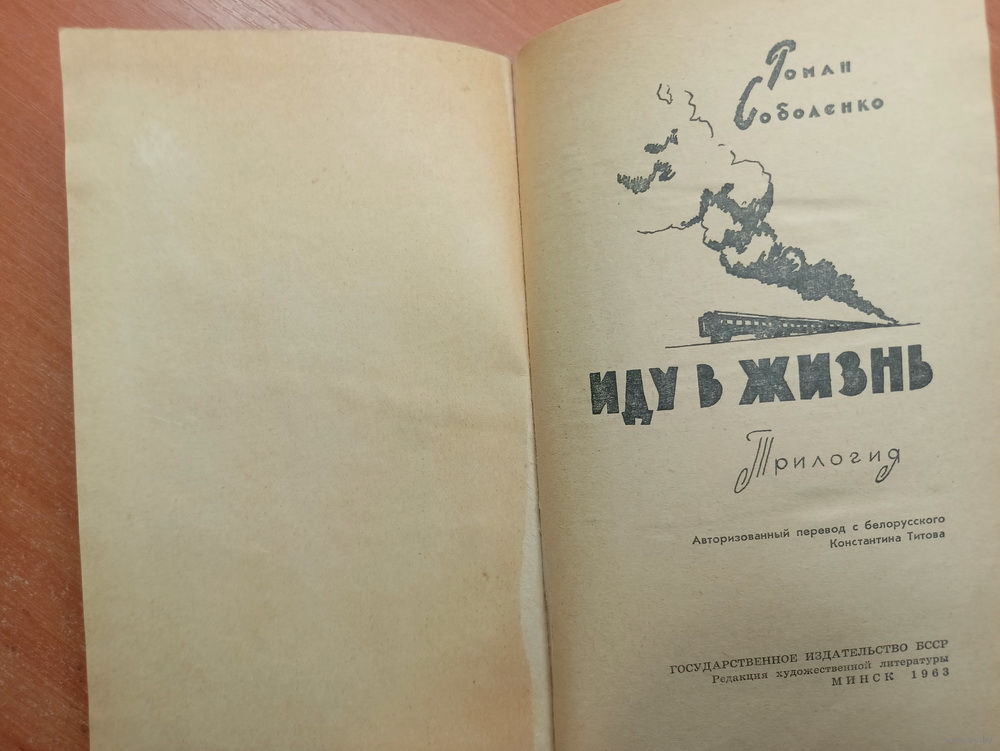 Роман
Соболенко
ИДУ В ЖИЗНЬ
Трилогия
Авторизованный перевод с белорусского
Константина Титова
ГОСУДАРСТВЕННОЕ ИЗДАТЕЛЬСТВО БССР
Редакция художественной литературы
МИНСК 1963